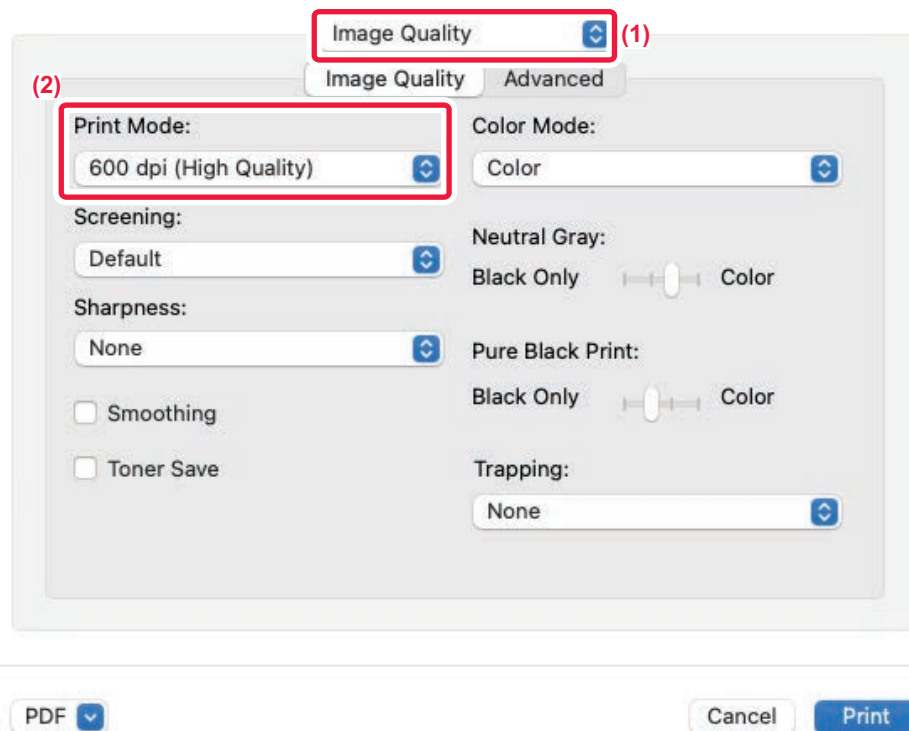 Image Quality
(1)
Image Quality
Advanced
(2)
Print Mode:
600 dpi (High Quality)
Screening:
Default
Sharpness:
None
Smoothing
Toner Save
Color Mode:
Color
Neutral Gray:
Black Only
Color
Pure Black Print:
Black Only
Color
Trapping:
None
PDF
Cancel
Print